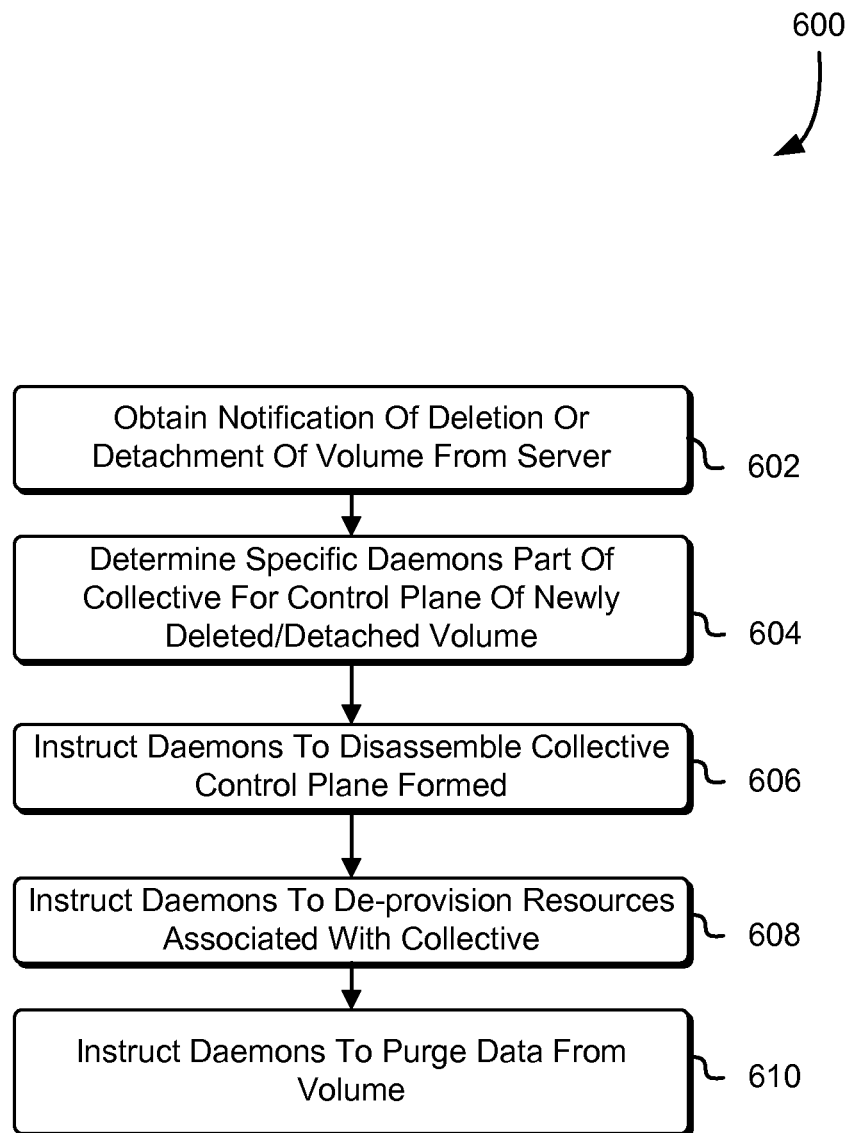 600
Obtain Notification Of Deletion Or
Detachment Of Volume From Server
602
Determine Specific Daemons Part Of
Collective For Control Plane Of Newly
Deleted/Detached Volume
604
Instruct Daemons To Disassemble Collective
Control Plane Formed
606
Instruct Daemons To De-provision Resources
Associated With Collective
608
Instruct Daemons To Purge Data From
Volume
610